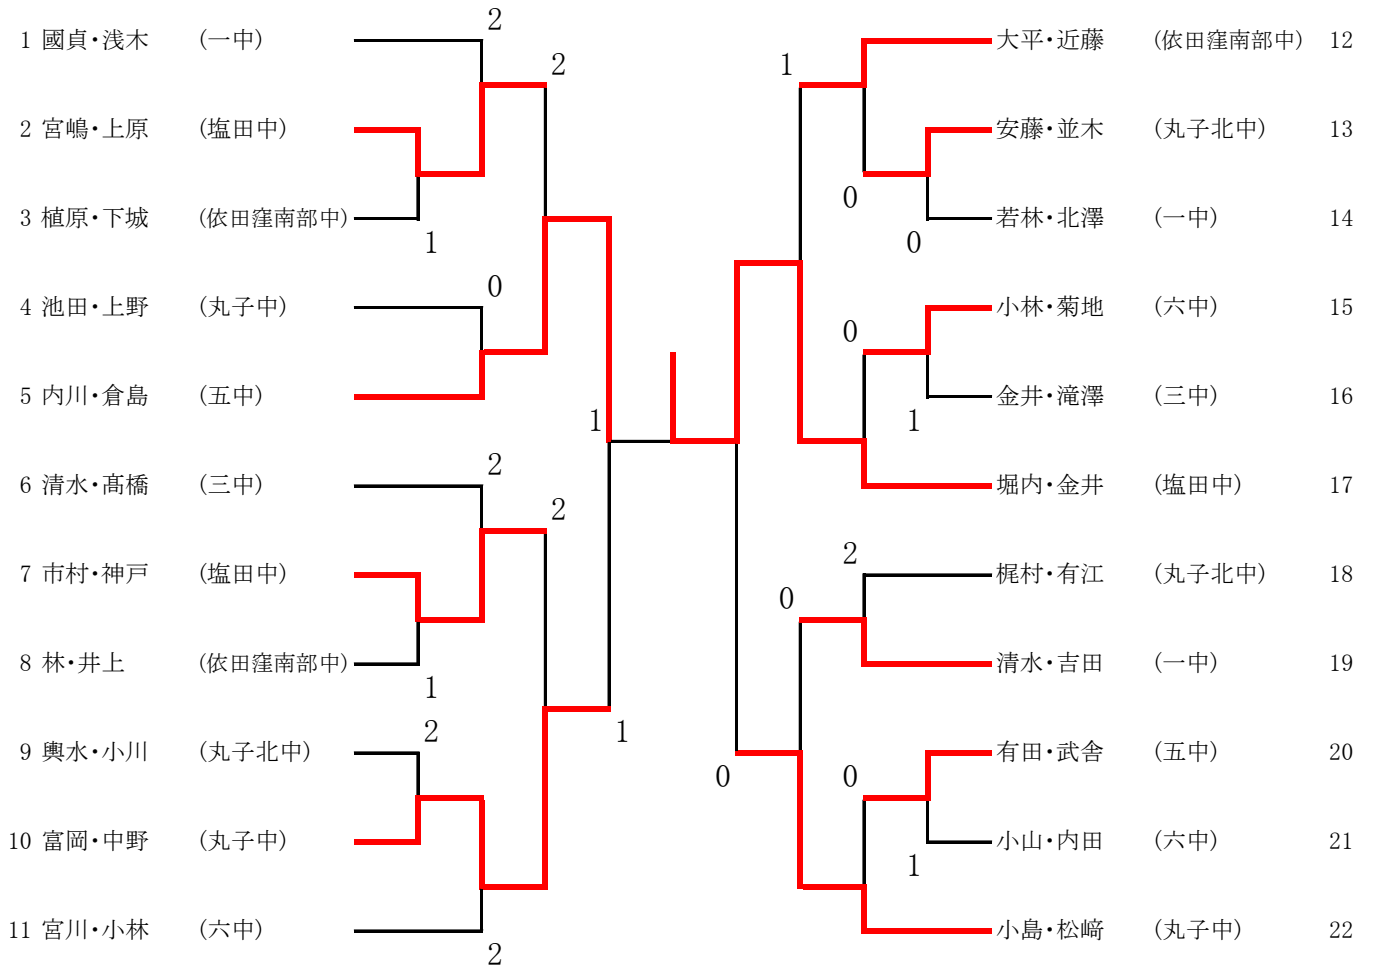 1 國貞・浅木 (一中)
2 宮嶋・上原 (塩田中)
3 植原・下城 (依田窪南部中)
4 池田・上野 (丸子中)
5 内川・倉島 (五中)
6 清水・髙橋 (三中)
7 市村・神戸 (塩田中)
8 林・井上 (依田窪南部中)
9 輿水・小川 (丸子北中)
10 富岡・中野 (丸子中)
11 宮川・小林 (六中)
2
2
1
0
1
2
2
1
2
1
2
1
0
0
0
1
2
0
0
0
1
大平・近藤 (依田窪南部中) 12
安藤・並木 (丸子北中) 13
若林・北澤 (一中) 14
小林・菊地 (六中) 15
金井・滝澤 (三中) 16
堀内・金井 (塩田中) 17
梶村・有江 (丸子北中) 18
清水・吉田 (一中) 19
有田・武舎 (五中) 20
小山・内田 (六中) 21
小島・松﨑 (丸子中) 22